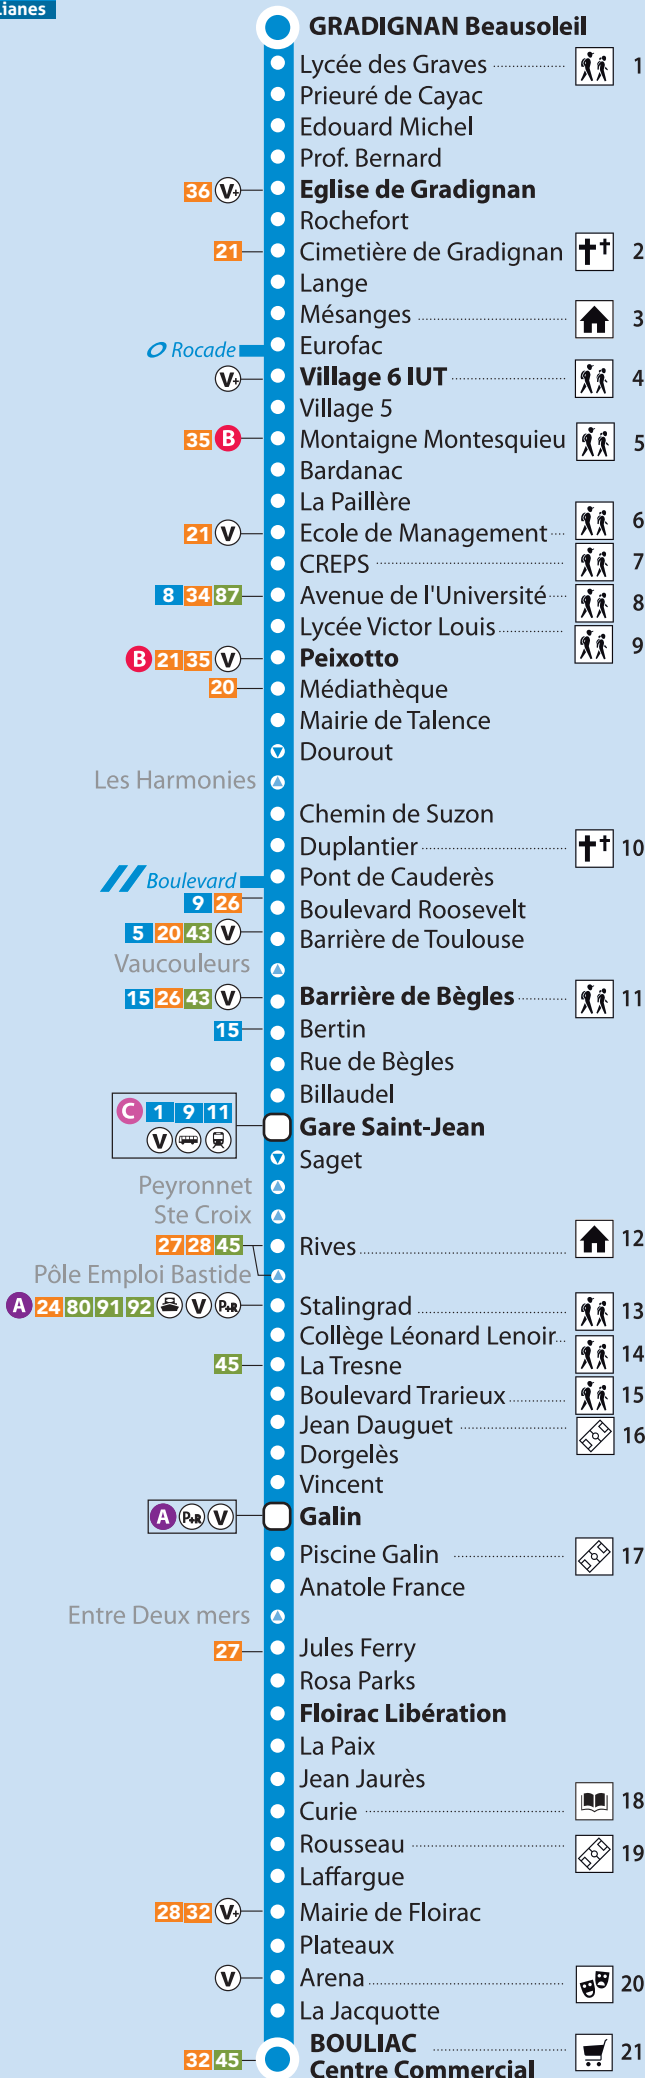 Lianes
GRADIGNAN Beausoleil
Lycée des Graves 1
Prieuré de Cayac
Edouard Michel
Prof. Bernard
36 V+ Eglise de Gradignan
Rochefort
21 Cimetière de Gradignan 2
Lange
Mésanges 3
Eurofac
Rocade
V+ Village 6 IUT 4
Village 5
35 B Montaigne Montesquieu 5
Bardanac
La Paillère
21 V Ecole de Management 6
CREPS 7
8 34 87 Avenue de l'Université 8
Lycée Victor Louis 9
B 21 35 V Peixotto
20 Médiathèque
Mairie de Talence
Dourout
Les Harmonies
Chemin de Suzon
Duplantier 10
Boulevard Pont de Cauderès
9 26 Boulevard Roosevelt
5 20 43 V Barrière de Toulouse
Vaucouleurs
15 26 43 V Barrière de Bègles 11
15 Bertin
Rue de Bègles
Billaudel
C 1 9 11
V Gare Saint-Jean
Saget
Peyronnet
Ste Croix
27 28 45 Rives 12
Pôle Emploi Bastide
A 24 80 91 92 V P+R Stalingrad 13
Collège Léonard Lenoir 14
45 La Tresne
Boulevard Trarieux 15
Jean Dauguet 16
Dorgelès
Vincent
A P+R V Galin
Piscine Galin 17
Anatole France
Entre Deux mers
27 Jules Ferry
Rosa Parks
Floirac Libération
La Paix
Jean Jaurès
Curie 18
Rousseau 19
Laffargue
28 32 V+ Mairie de Floirac
Plateaux
V Arena 20
La Jacquotte
BOULIAC 21
32 45 Centre Commercial